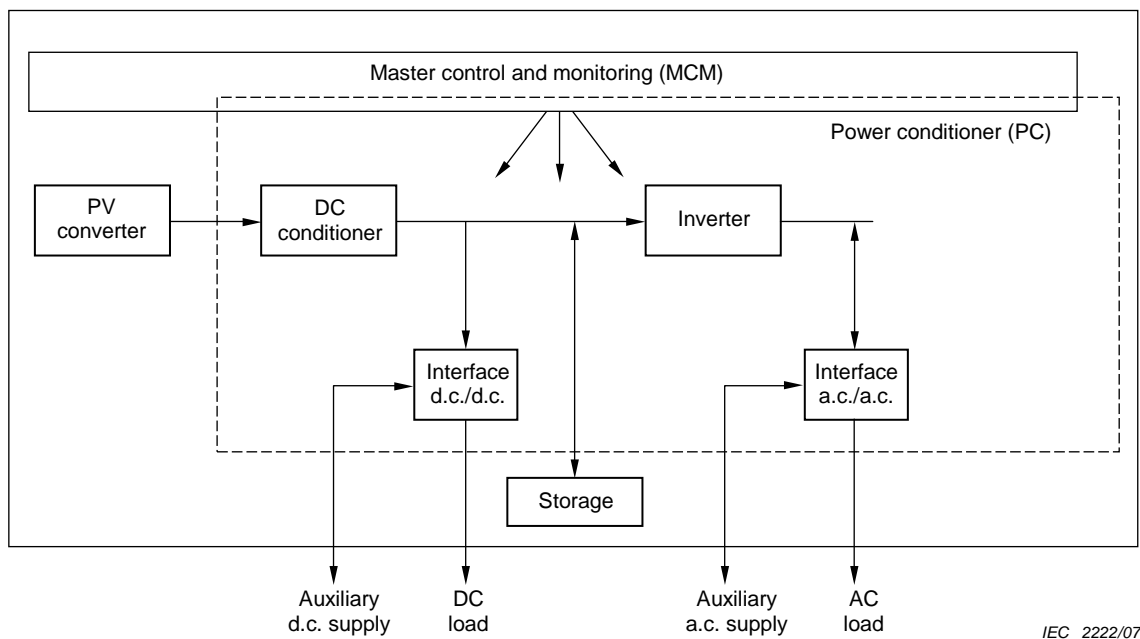 Master control and monitoring (MCM)
Power conditioner (PC)
PV
converter
DC
conditioner
Inverter
Interface
d.c./d.c.
Interface
a.c./a.c.
Storage
Auxiliary
d.c. supply
DC
load
Auxiliary
a.c. supply
AC
load
IEC 2222/07